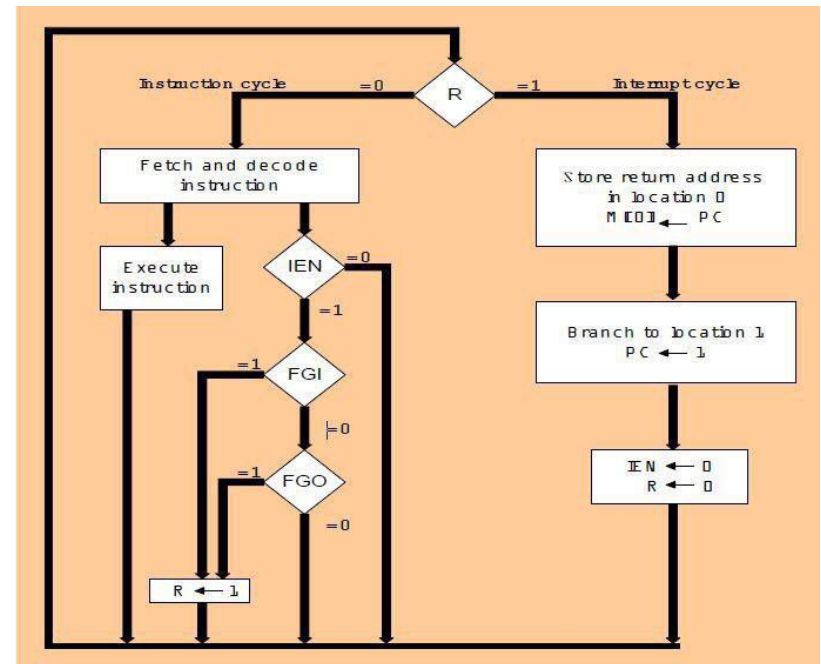 R
Instruction cycle
=0
=1
Interrupt cycle
Fetch and decode
instruction
Store return address
in location 0
M[0] ← PC
Execute
instruction
IEN
=0
=1
Branch to location 1
PC ← 1
FGI
=1
=0
FGO
=1
=0
IEN ← 0
R ← 0
R ← 1